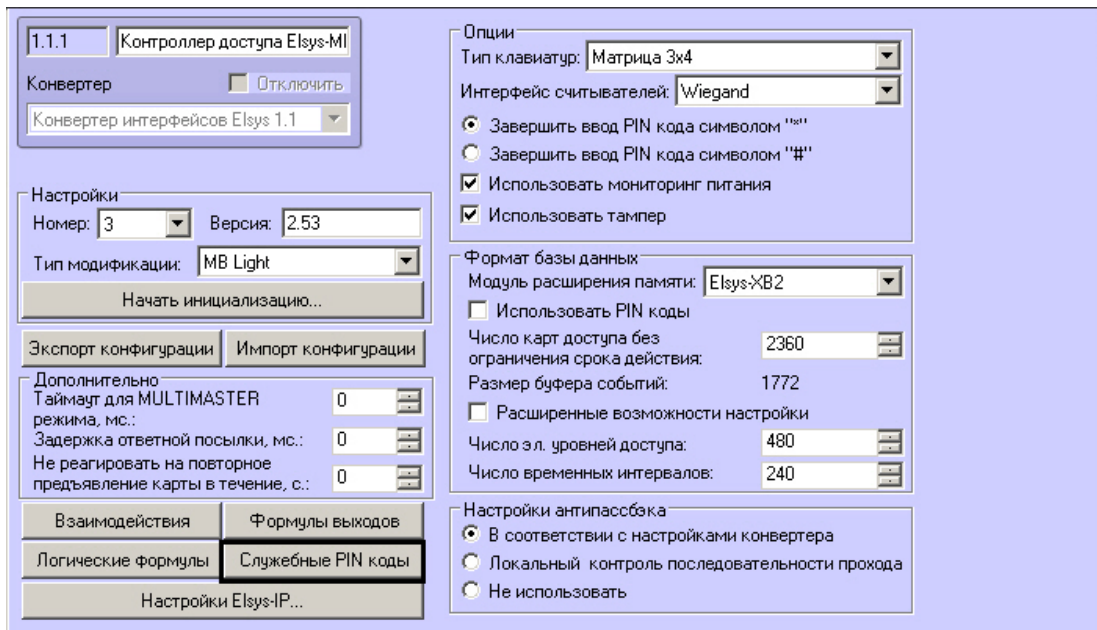 1.1.1 Контроллер доступа Elsys-MI
Конвертер Отключить
Конвертер интерфейсов Elsys 1.1
Настройки
Номер: 3 Версия: 2.53
Тип модификации: MB Light
Начать инициализацию...
Экспорт конфигурации Импорт конфигурации
Дополнительно
Таймаут для MULTIMASTER
режима, мс.: 0
Задержка ответной посылки, мс.: 0
Не реагировать на повторное
предъявление карты в течение, с.: 0
Взаимодействия Формулы выходов
Логические формулы Служебные PIN коды
Настройки Elsys-IP...
Опции
Тип клавиатур: Матрица 3x4
Интерфейс считывателей: Wiegand
Завершить ввод PIN кода символом "*"
Завершить ввод PIN кода символом "#"
Использовать мониторинг питания
Использовать тампер
Формат базы данных
Модуль расширения памяти: Elsys-XB2
Использовать PIN коды
Число карт доступа без
ограничения срока действия: 2360
Размер буфера событий: 1772
Расширенные возможности настройки
Число эл. уровней доступа: 480
Число временных интервалов: 240
Настройки антипассбэка
В соответствии с настройками конвертера
Локальный контроль последовательности прохода
Не использовать